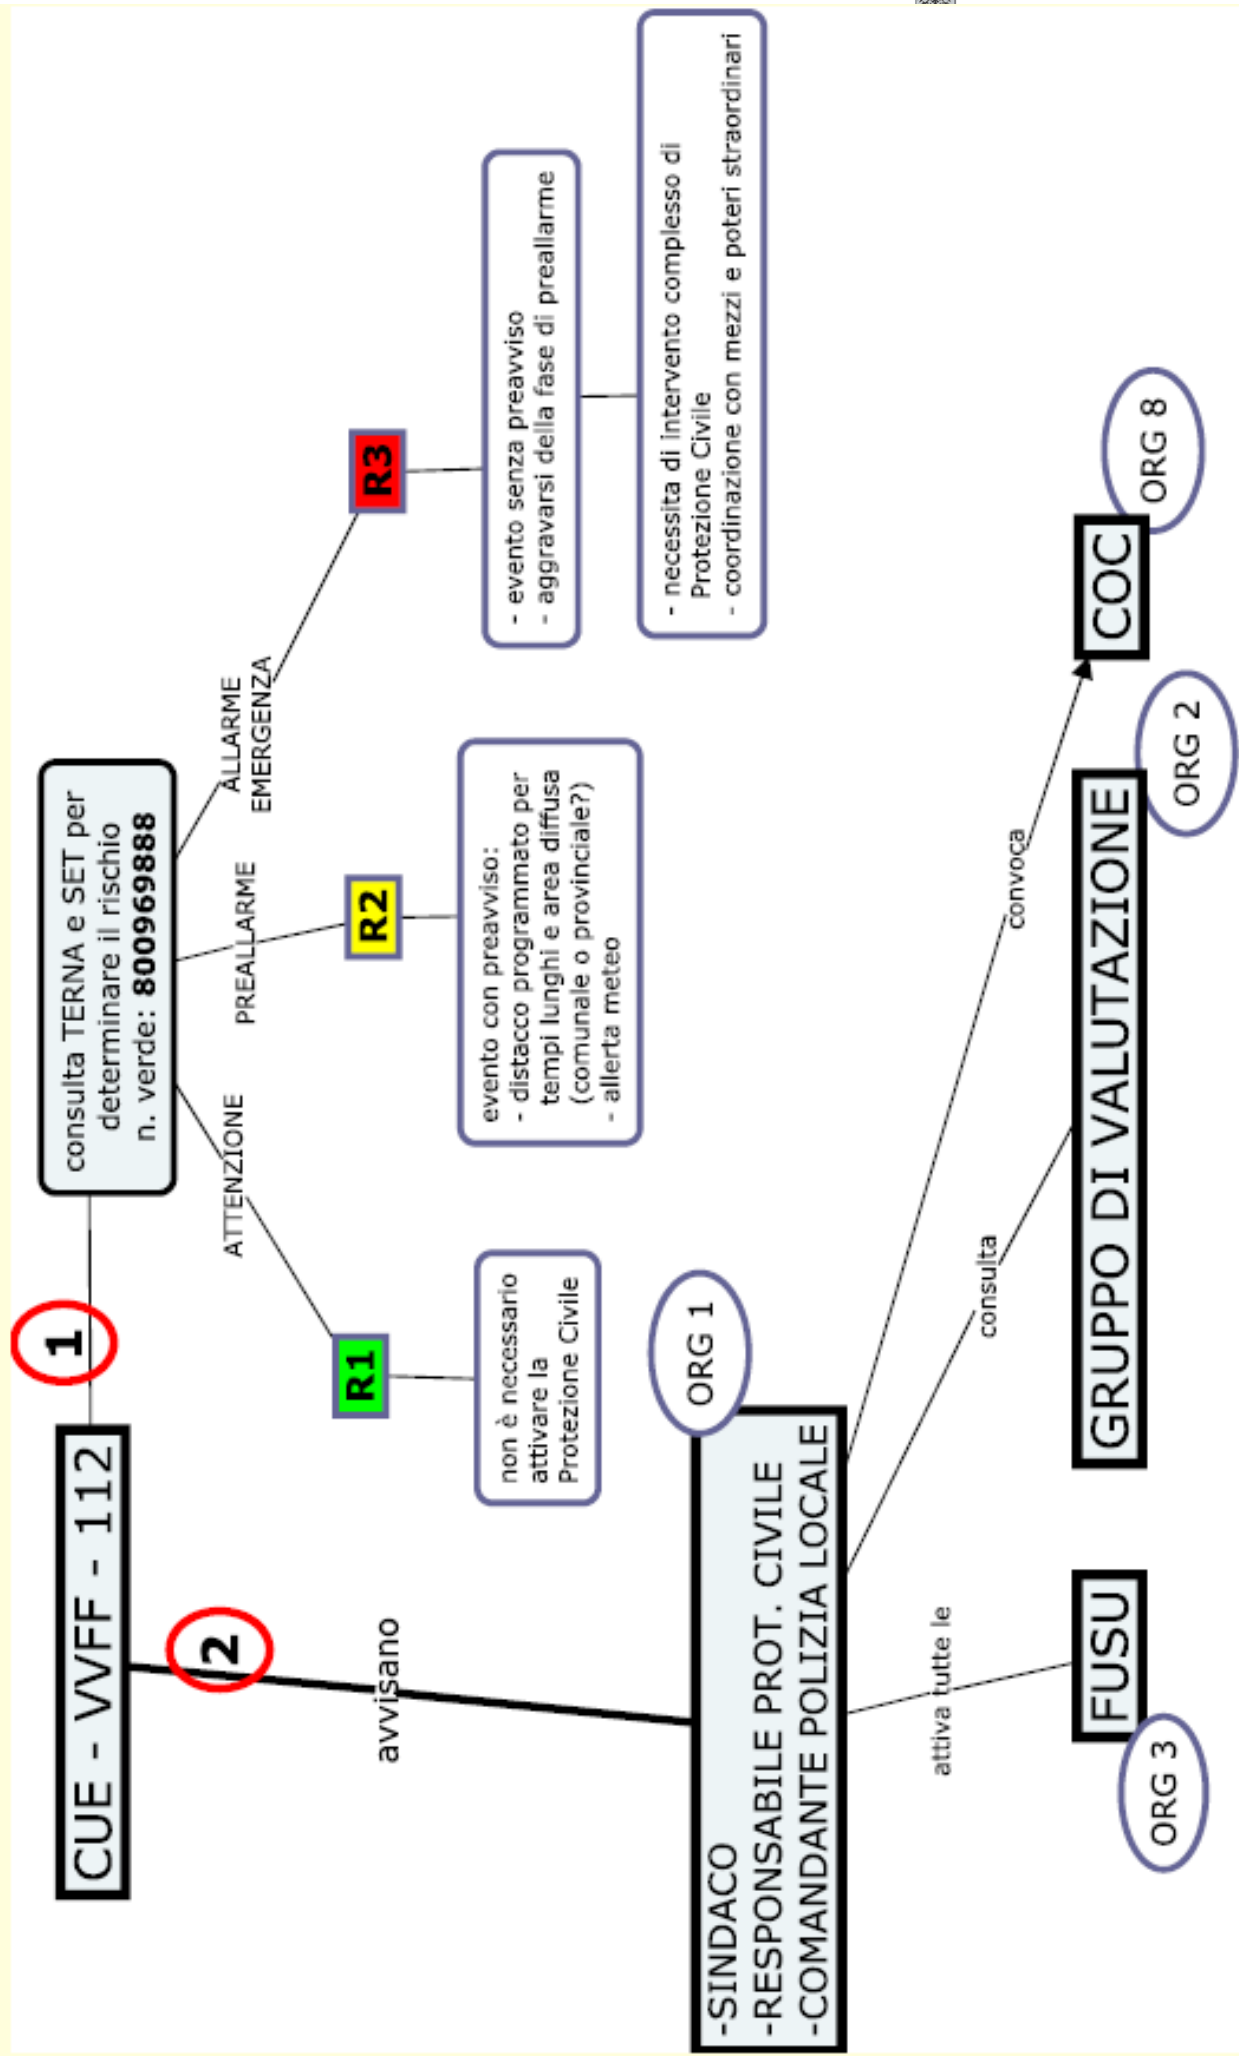 CUE - VVFF - 112
1
consulta TERNA e SET per
determinare il rischio
n. verde: 800969888
2
avvisano
ATTENZIONE
PREALLARME
ALLARME
EMERGENZA
R1
R2
R3
non è necessario
attivare la
Protezione Civile
evento con preavviso:
- distacco programmato per
tempi lunghi e area diffusa
(comunale o provinciale?)
- allerta meteo
- evento senza preavviso
- aggravarsi della fase di preallarme
- necessita di intervento complesso di
Protezione Civile
- coordinazione con mezzi e poteri straordinari
ORG 1
-SINDACO
-RESPONSABILE PROT. CIVILE
-COMANDANTE POLIZIA LOCALE
attiva tutte le
consulta
convoca
FUSU
ORG 3
GRUPPO DI VALUTAZIONE
ORG 2
COC
ORG 8